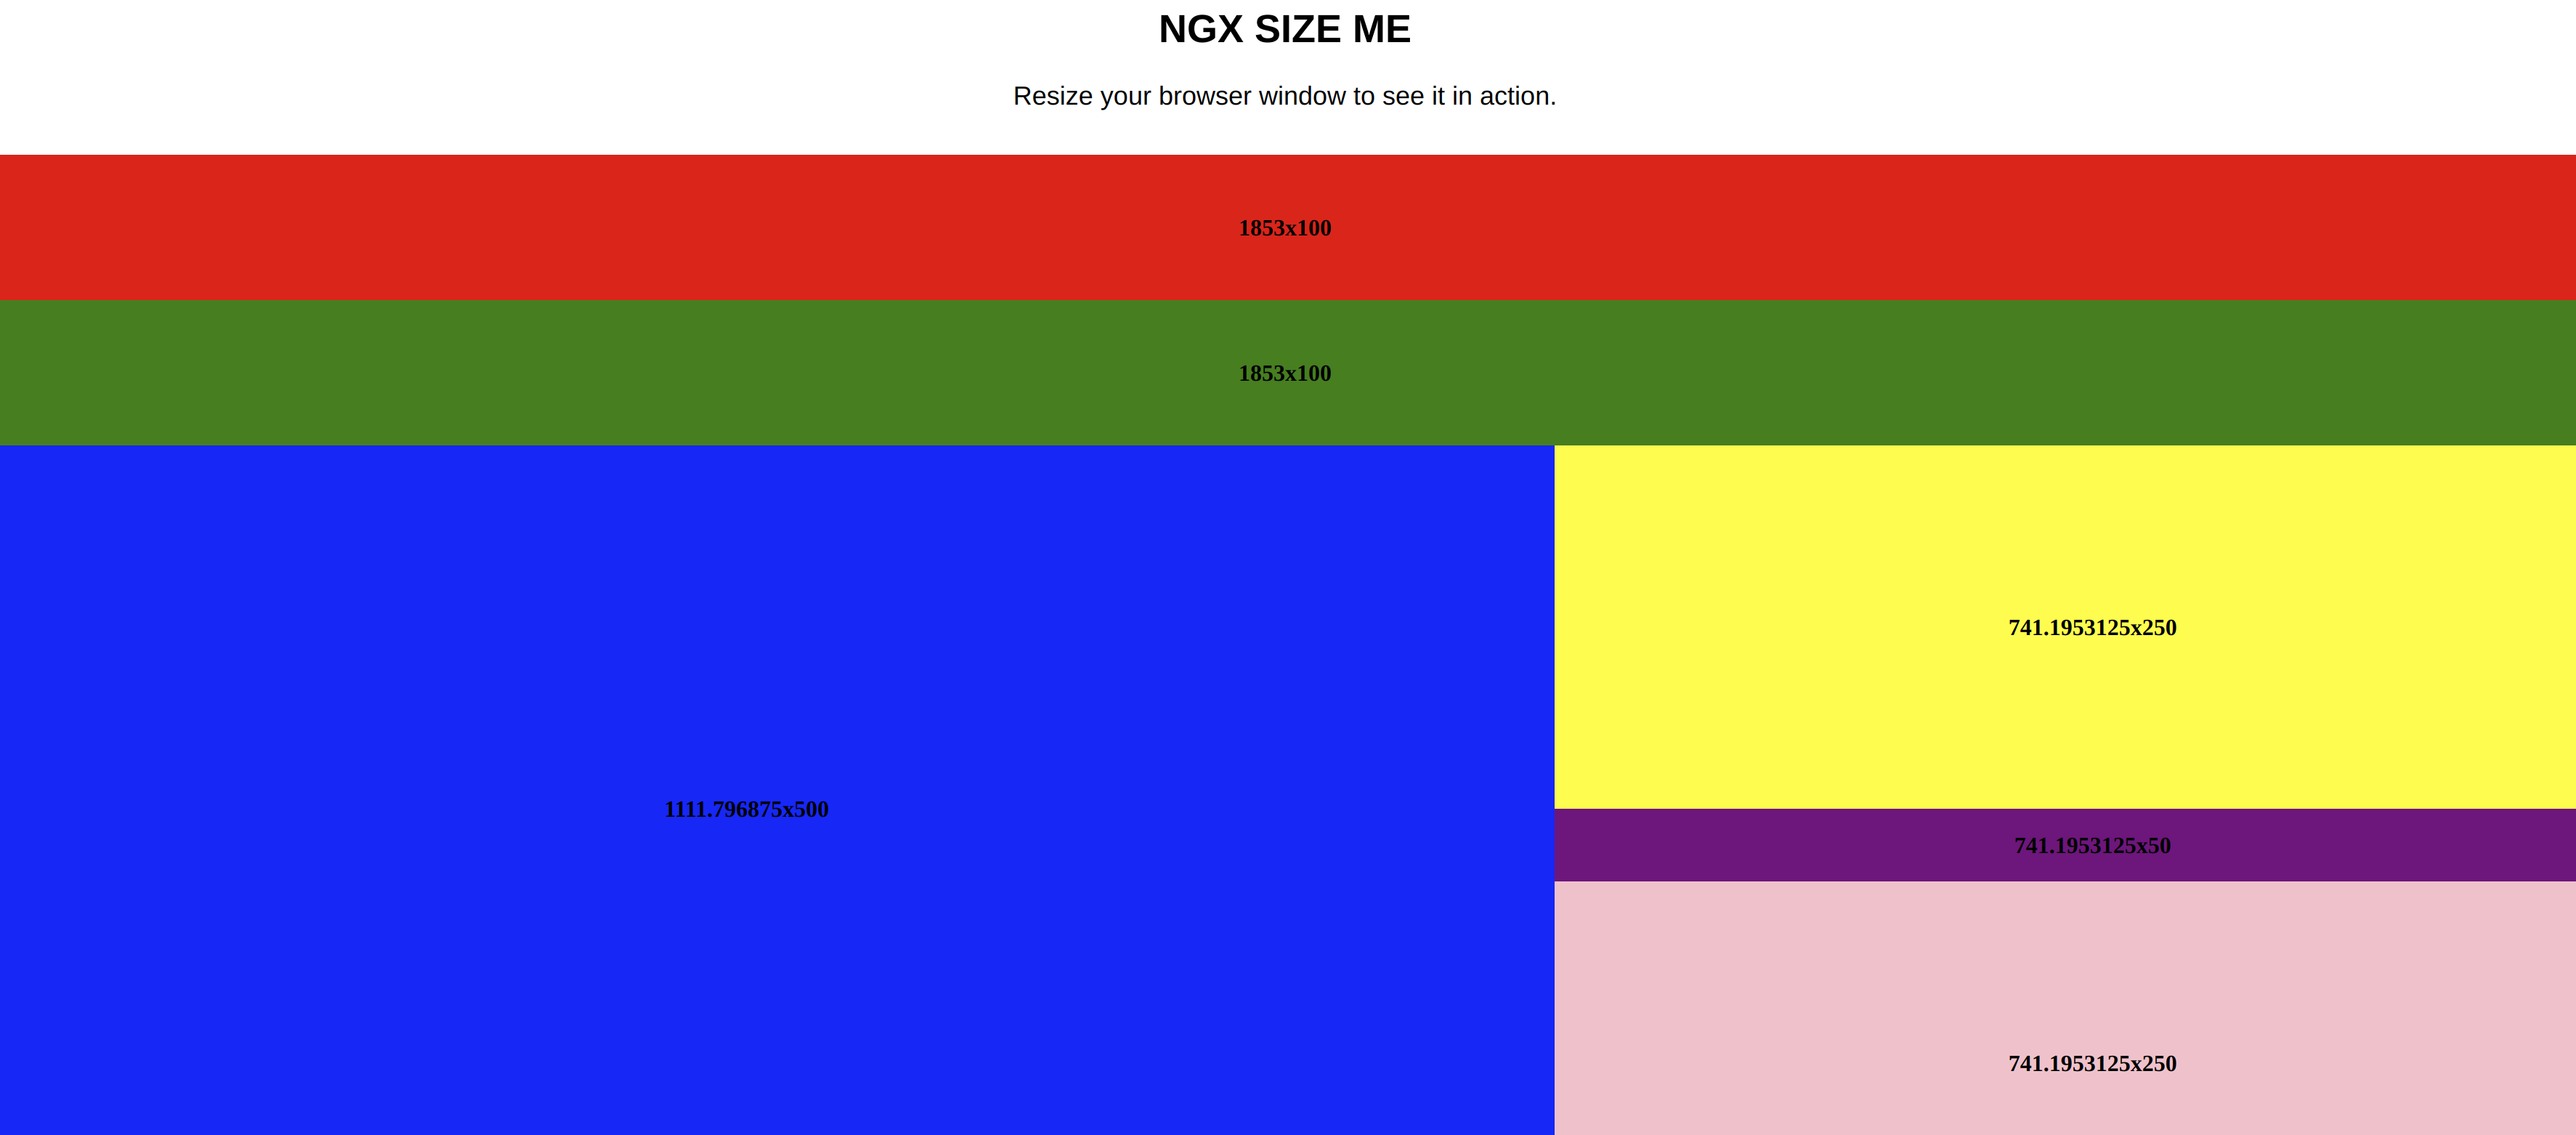 NGX SIZE ME
Resize your browser window to see it in action.
1853x100
1853x100
1111.796875x500
741.1953125x250
741.1953125x50
741.1953125x250